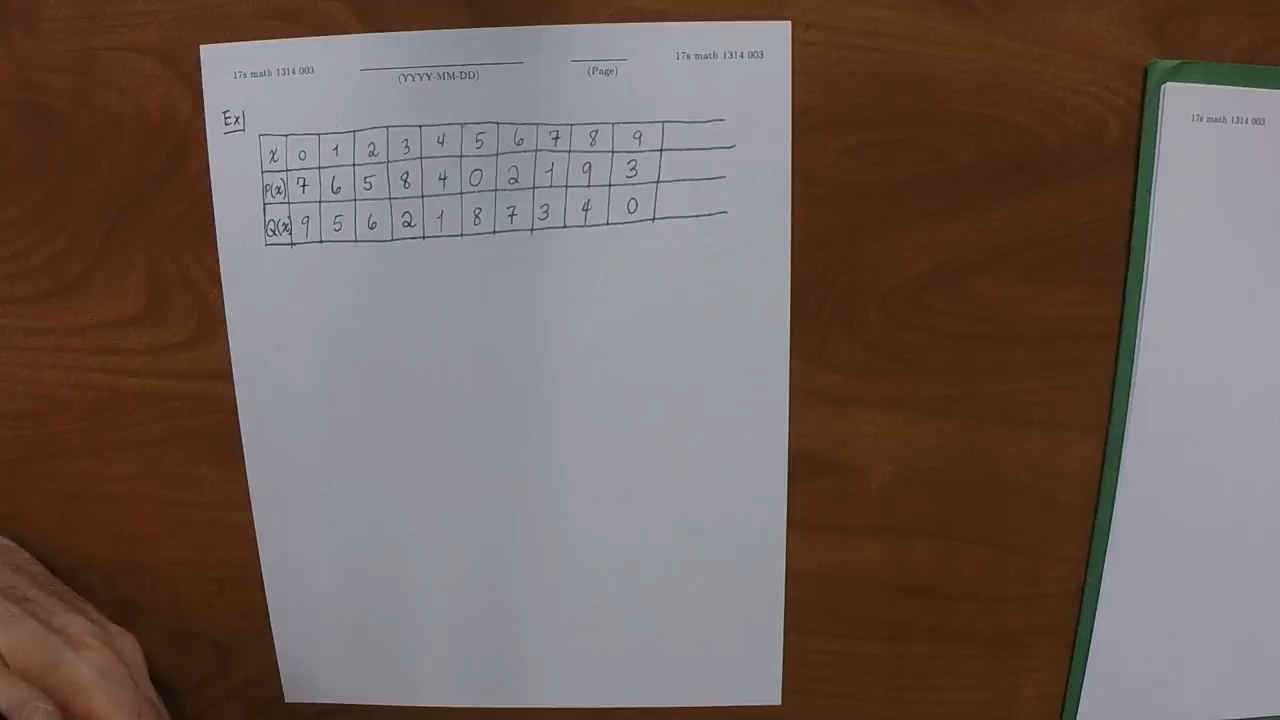 17s math 1314 003 (YYYY-MM-DD) (Page) 17s math 1314 003
Ex|
x 0 1 2 3 4 5 6 7 8 9
P(x) 7 6 5 8 4 0 2 1 9 3
Q(x) 9 5 6 2 1 8 7 3 4 0
17s math 1314 003